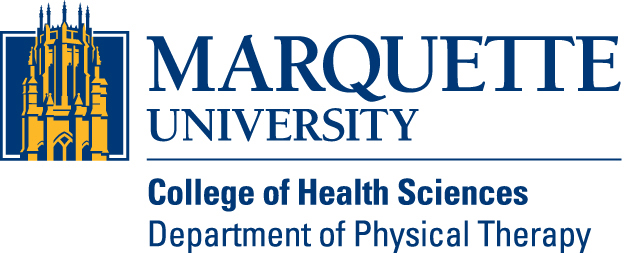 MARQUETTE
UNIVERSITY
College of Health Sciences
Department of Physical Therapy